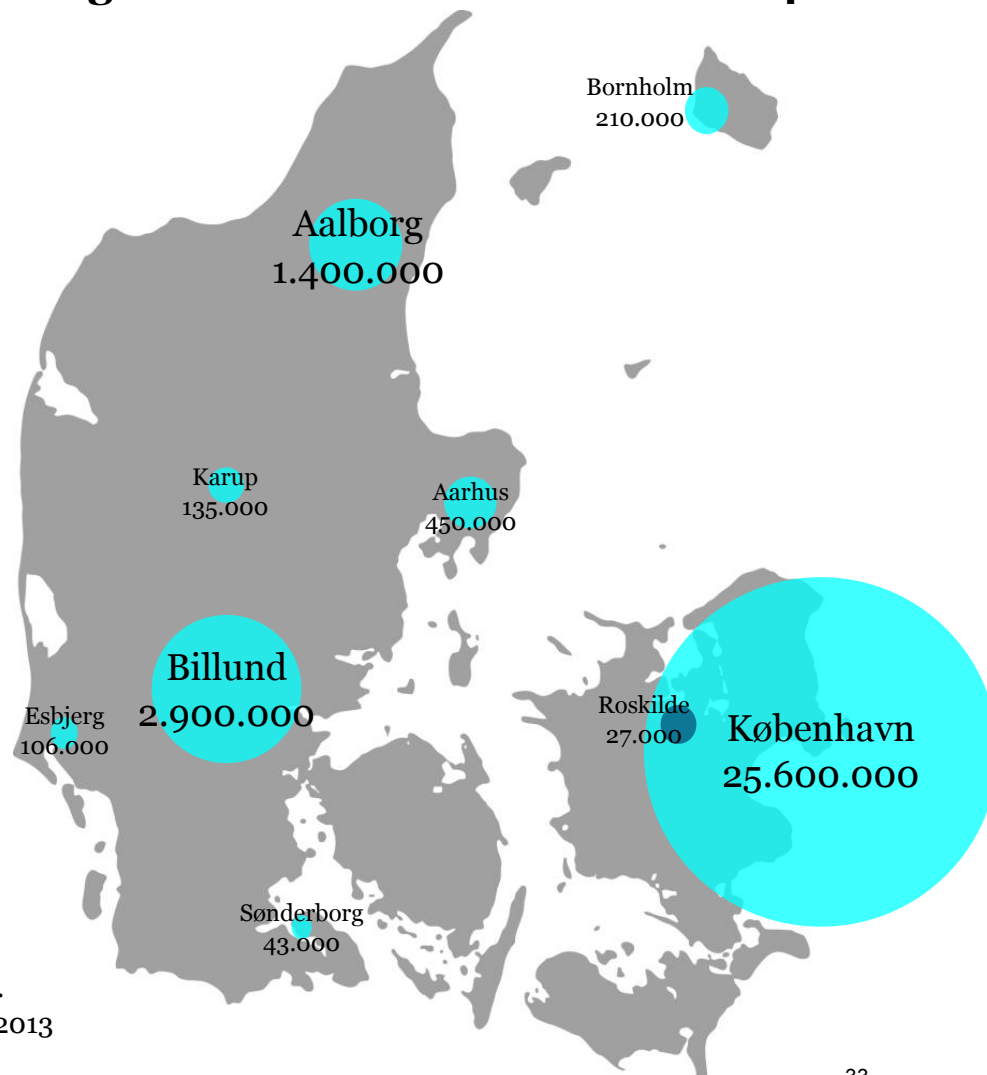 Bornholm
210.000
Aalborg
1.400.000
Karup
135.000
Aarhus
450.000
Billund
2.900.000
Esbjerg
106.000
Roskilde
27.000
København
25.600.000
Sønderborg
43.000
2013